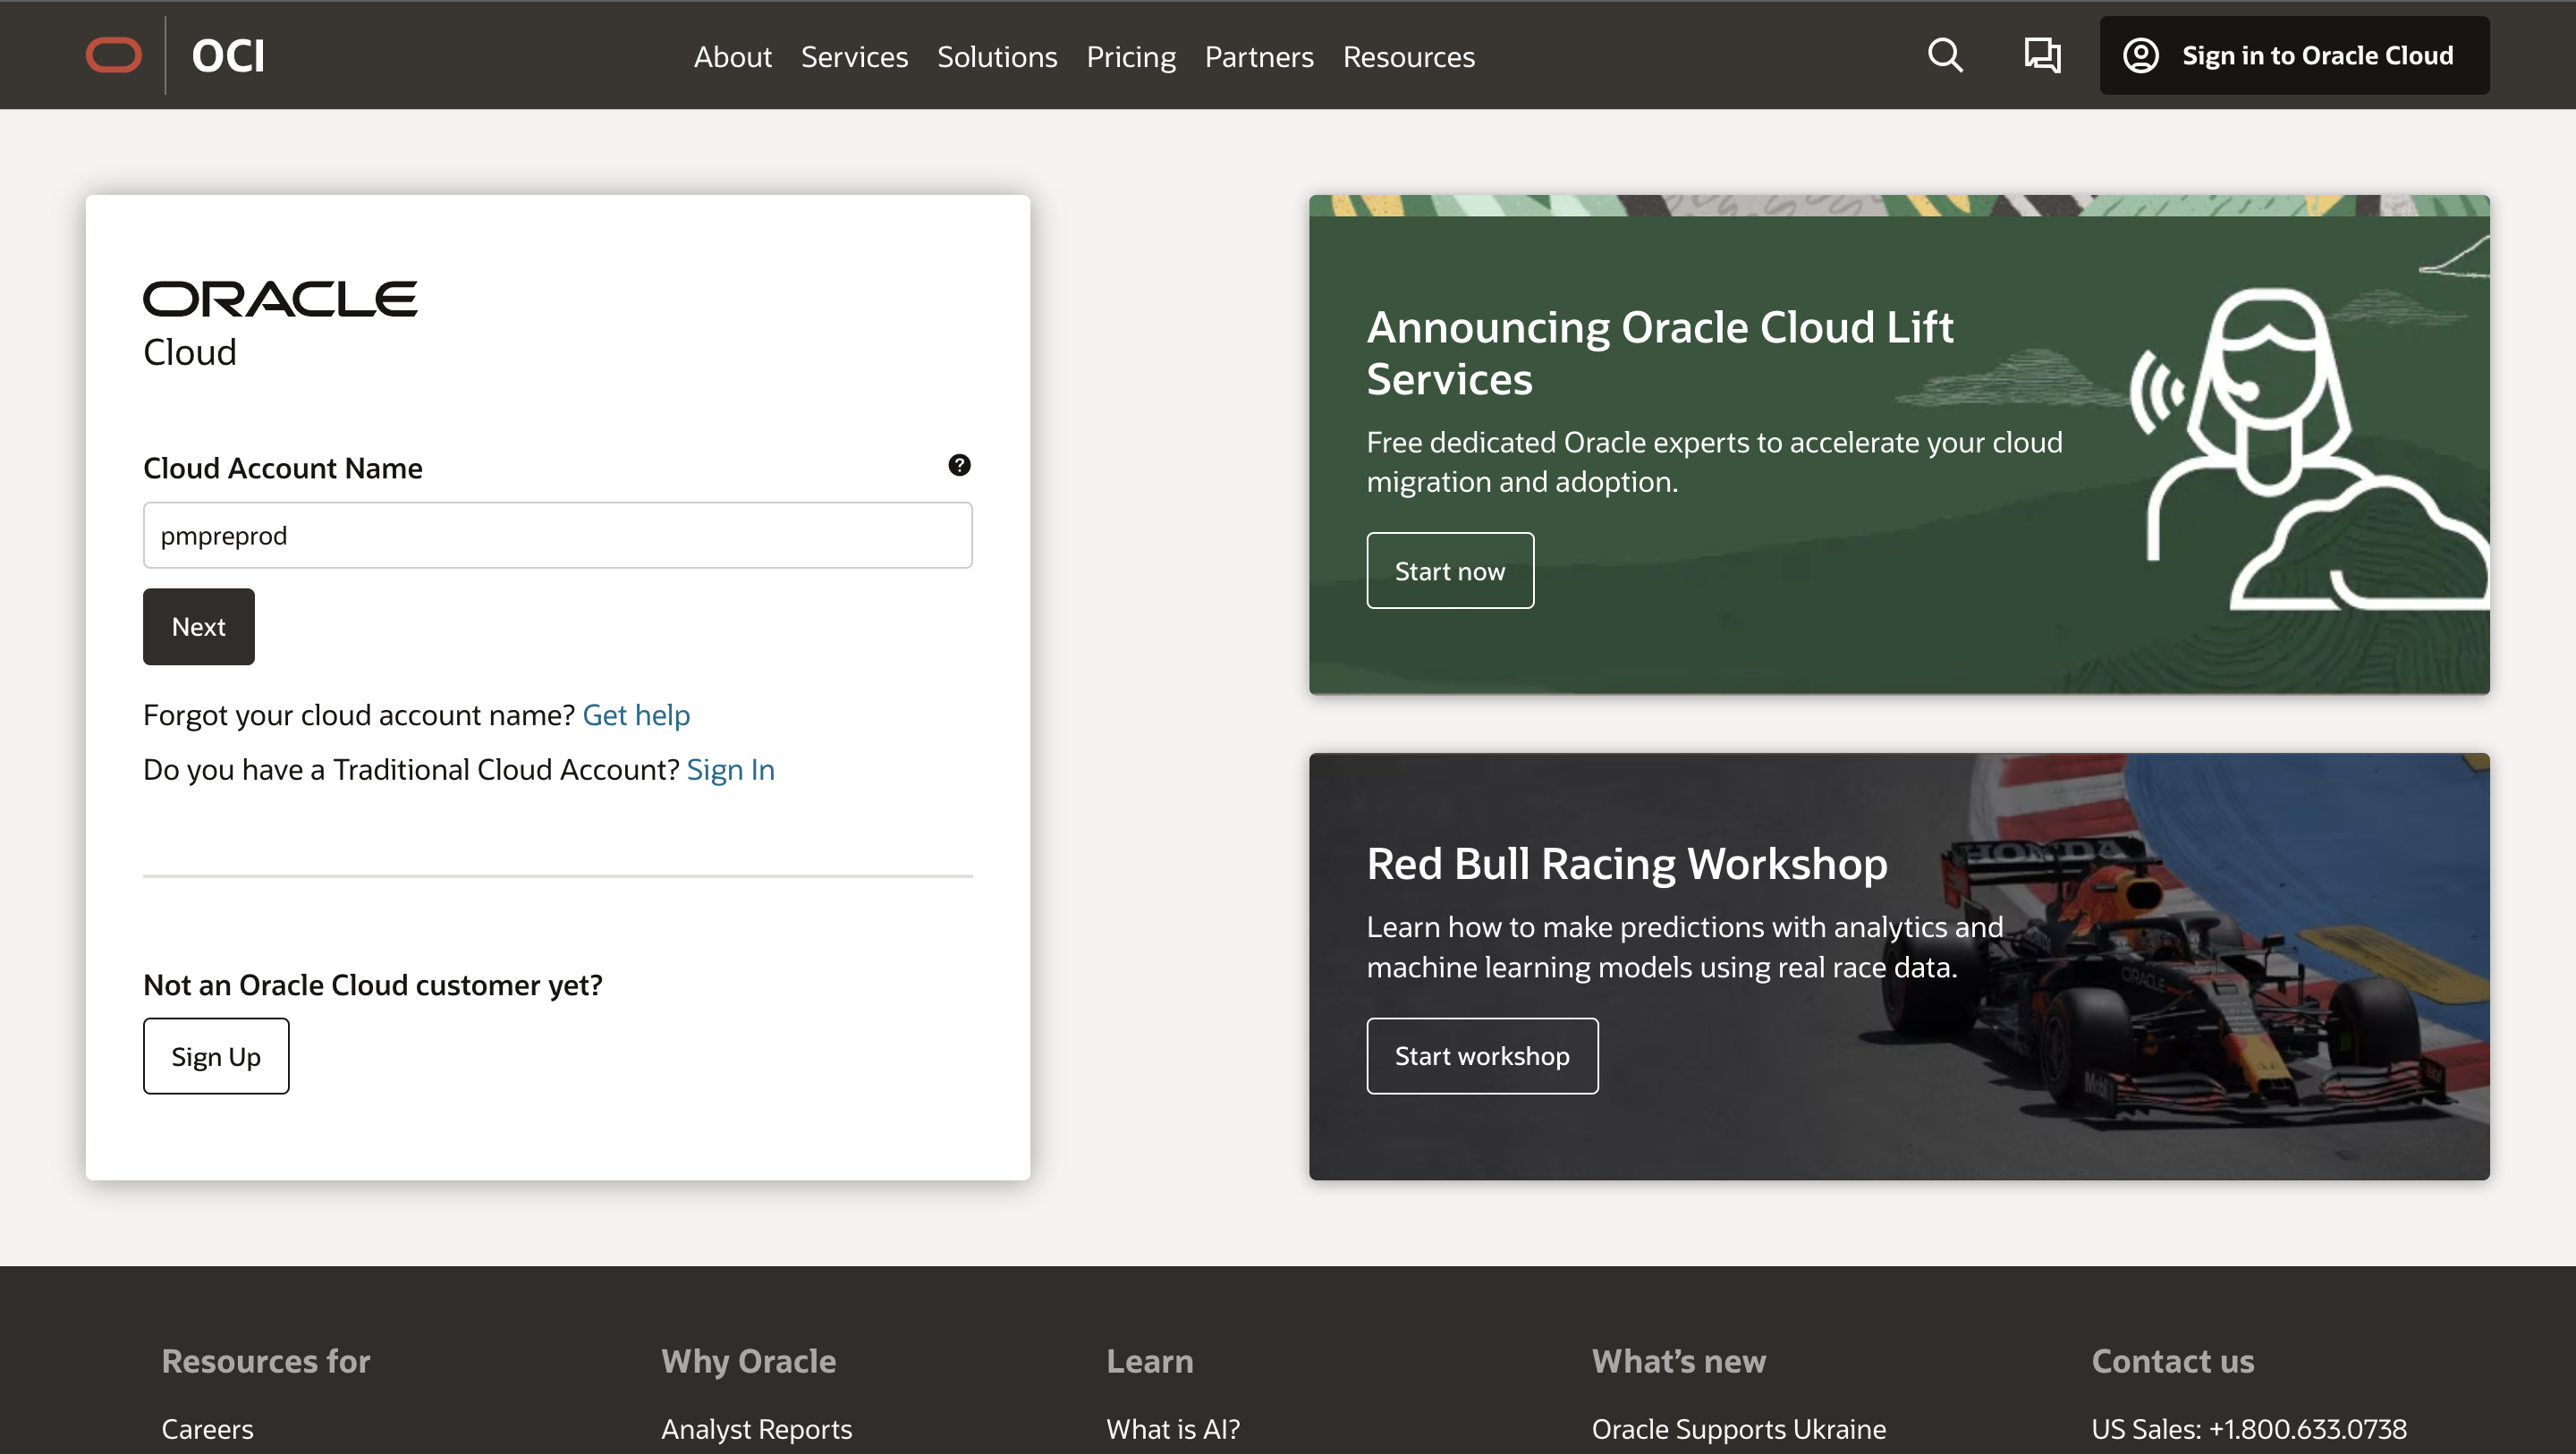 OCI
About Services Solutions Pricing Partners Resources
Sign in to Oracle Cloud
ORACLE
Cloud
Cloud Account Name
?
pmpreprod
Next
Forgot your cloud account name? Get help
Do you have a Traditional Cloud Account? Sign In
Not an Oracle Cloud customer yet?
Sign Up
Announcing Oracle Cloud Lift
Services
Free dedicated Oracle experts to accelerate your cloud
migration and adoption.
Start now
Red Bull Racing Workshop
Learn how to make predictions with analytics and
machine learning models using real race data.
Start workshop
HONDA
ORACLE
Mobil
Resources for
Careers
Why Oracle
Analyst Reports
Learn
What is AI?
What's new
Oracle Supports Ukraine
Contact us
US Sales: +1.800.633.0738